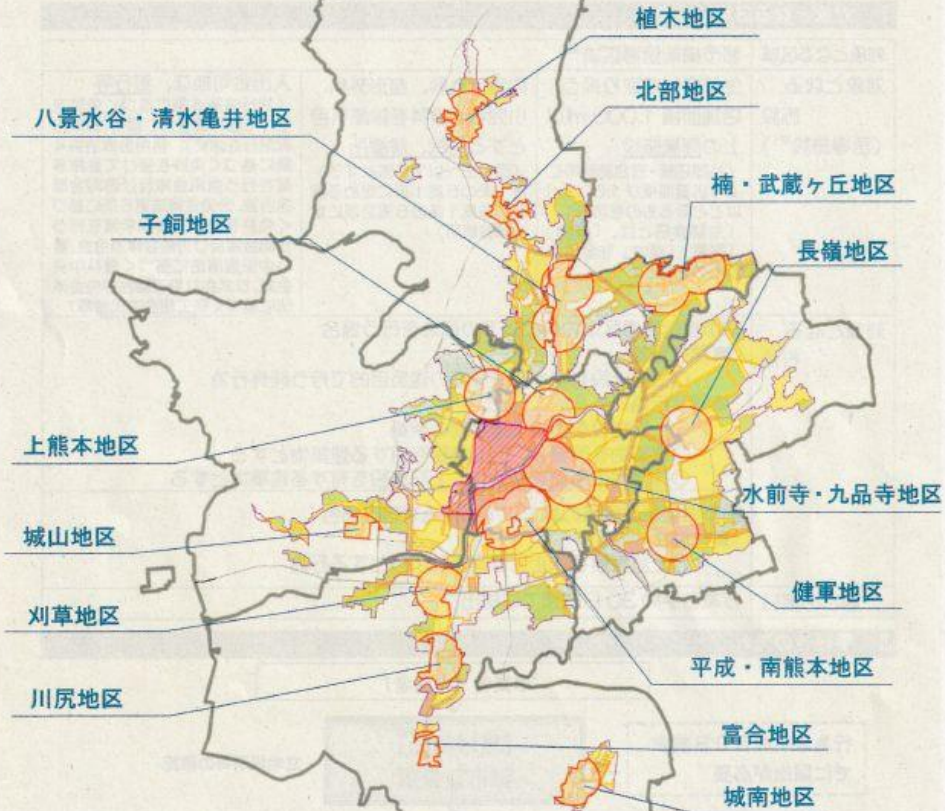 植木地区
北部地区
八景水谷・清水亀井地区
楠・武蔵ヶ丘地区
子飼地区
長嶺地区
上熊本地区
水前寺・九品寺地区
城山地区
健軍地区
刈草地区
平成・南熊本地区
川尻地区
富合地区
城南地区